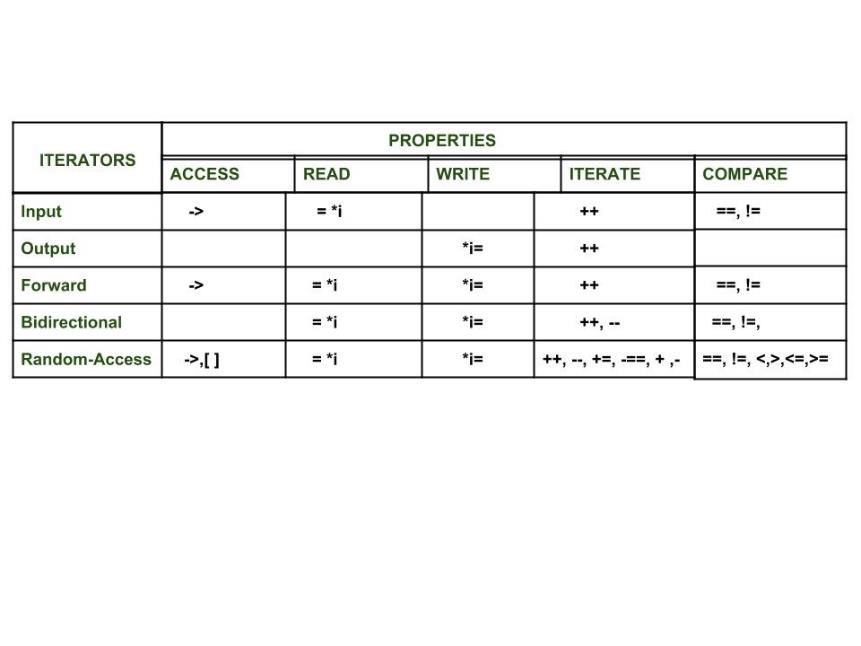 PROPERTIES
ITERATORS
ACCESS READ WRITE ITERATE COMPARE
Input -> = *i ++ ==, !=
Output *i= ++
Forward -> = *i *i= ++ ==, !=
Bidirectional = *i *i= ++, -- ==, !=,
Random-Access ->,[ ] = *i *i= ++, --, +=, -==, + ,- ==, !=, <,>,<=,>=